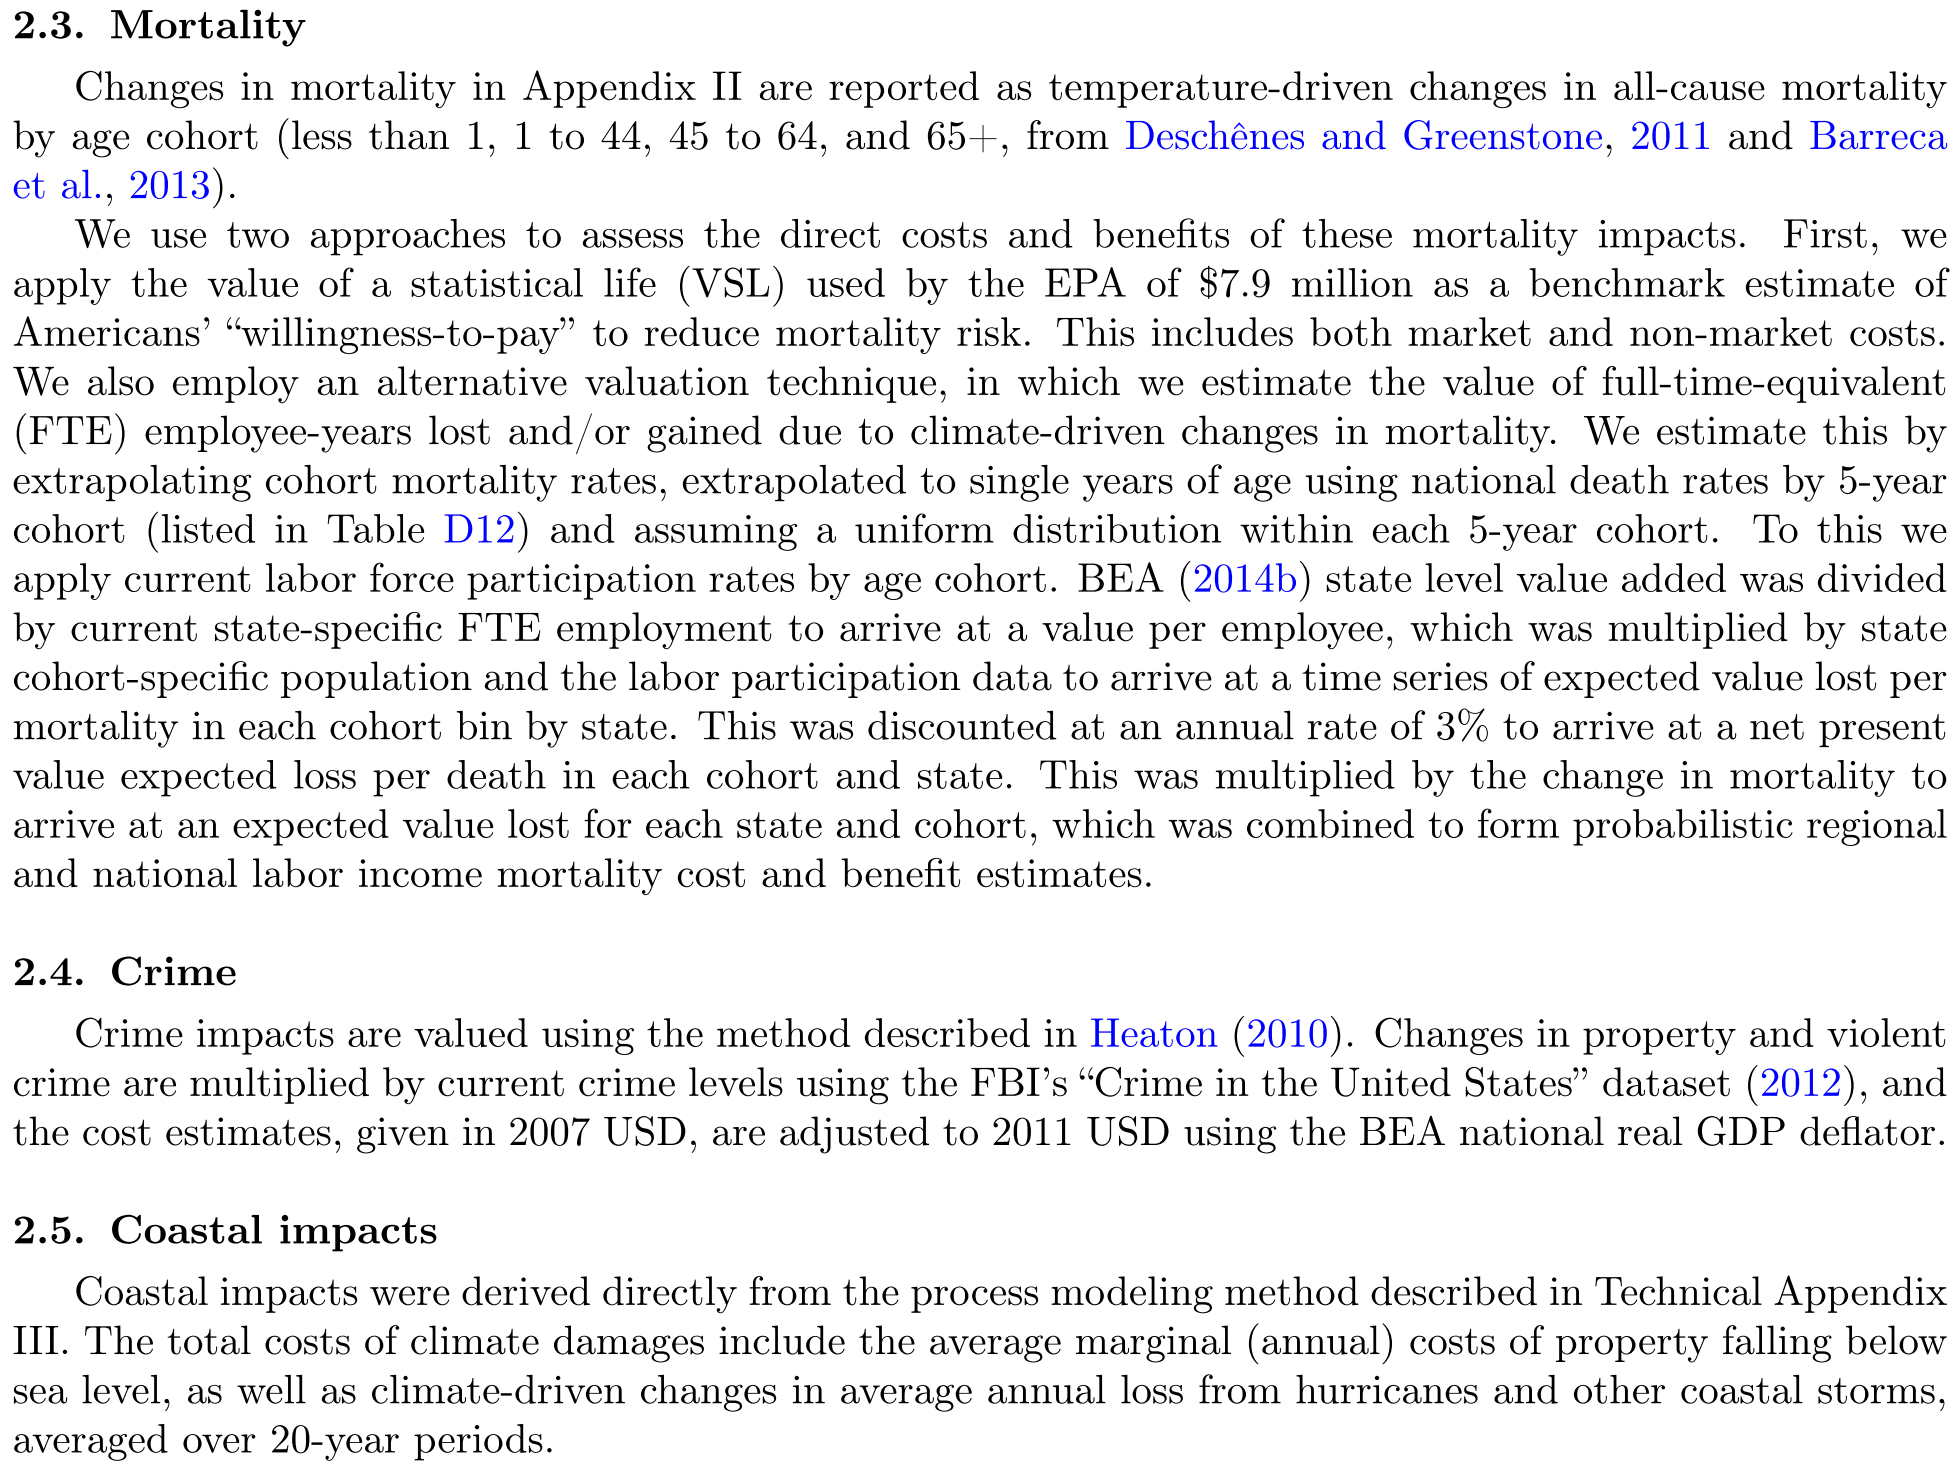 2.3. Mortality
Changes in mortality in Appendix II are reported as temperature-driven changes in all-cause mortality
by age cohort (less than 1, 1 to 44, 45 to 64, and 65+, from Deschênes and Greenstone, 2011 and Barreca
et al., 2013).
We use two approaches to assess the direct costs and benefits of these mortality impacts. First, we
apply the value of a statistical life (VSL) used by the EPA of $7.9 million as a benchmark estimate of
Americans’ “willingness-to-pay” to reduce mortality risk. This includes both market and non-market costs.
We also employ an alternative valuation technique, in which we estimate the value of full-time-equivalent
(FTE) employee-years lost and/or gained due to climate-driven changes in mortality. We estimate this by
extrapolating cohort mortality rates, extrapolated to single years of age using national death rates by 5-year
cohort (listed in Table D12) and assuming a uniform distribution within each 5-year cohort. To this we
apply current labor force participation rates by age cohort. BEA (2014b) state level value added was divided
by current state-specific FTE employment to arrive at a value per employee, which was multiplied by state
cohort-specific population and the labor participation data to arrive at a time series of expected value lost per
mortality in each cohort bin by state. This was discounted at an annual rate of 3% to arrive at a net present
value expected loss per death in each cohort and state. This was multiplied by the change in mortality to
arrive at an expected value lost for each state and cohort, which was combined to form probabilistic regional
and national labor income mortality cost and benefit estimates.
2.4. Crime
Crime impacts are valued using the method described in Heaton (2010). Changes in property and violent
crime are multiplied by current crime levels using the FBI’s “Crime in the United States” dataset (2012), and
the cost estimates, given in 2007 USD, are adjusted to 2011 USD using the BEA national real GDP deflator.
2.5. Coastal impacts
Coastal impacts were derived directly from the process modeling method described in Technical Appendix
III. The total costs of climate damages include the average marginal (annual) costs of property falling below
sea level, as well as climate-driven changes in average annual loss from hurricanes and other coastal storms,
averaged over 20-year periods.